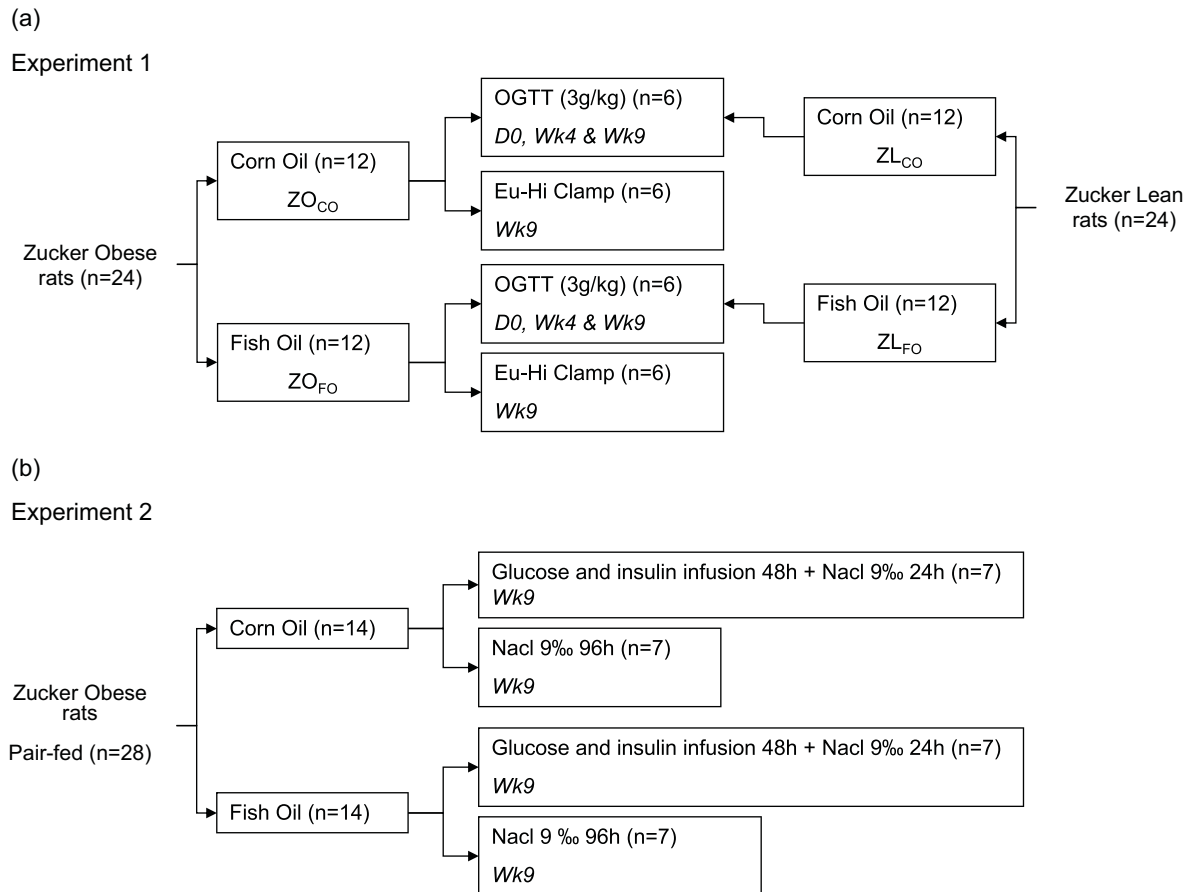 (a)
Experiment 1
Zucker Obese
rats (n=24)
Corn Oil (n=12)
ZOCO
Fish Oil (n=12)
ZOFO
OGTT (3g/kg) (n=6)
D0, Wk4 & Wk9
Eu-Hi Clamp (n=6)
Wk9
OGTT (3g/kg) (n=6)
D0, Wk4 & Wk9
Eu-Hi Clamp (n=6)
Wk9
Corn Oil (n=12)
ZLCO
Fish Oil (n=12)
ZLFO
Zucker Lean
rats (n=24)
(b)
Experiment 2
Zucker Obese
rats
Pair-fed (n=28)
Corn Oil (n=14)
Fish Oil (n=14)
Glucose and insulin infusion 48h + Nacl 9‰ 24h (n=7)
Wk9
Nacl 9‰ 96h (n=7)
Wk9
Glucose and insulin infusion 48h + Nacl 9‰ 24h (n=7)
Wk9
Nacl 9 ‰ 96h (n=7)
Wk9